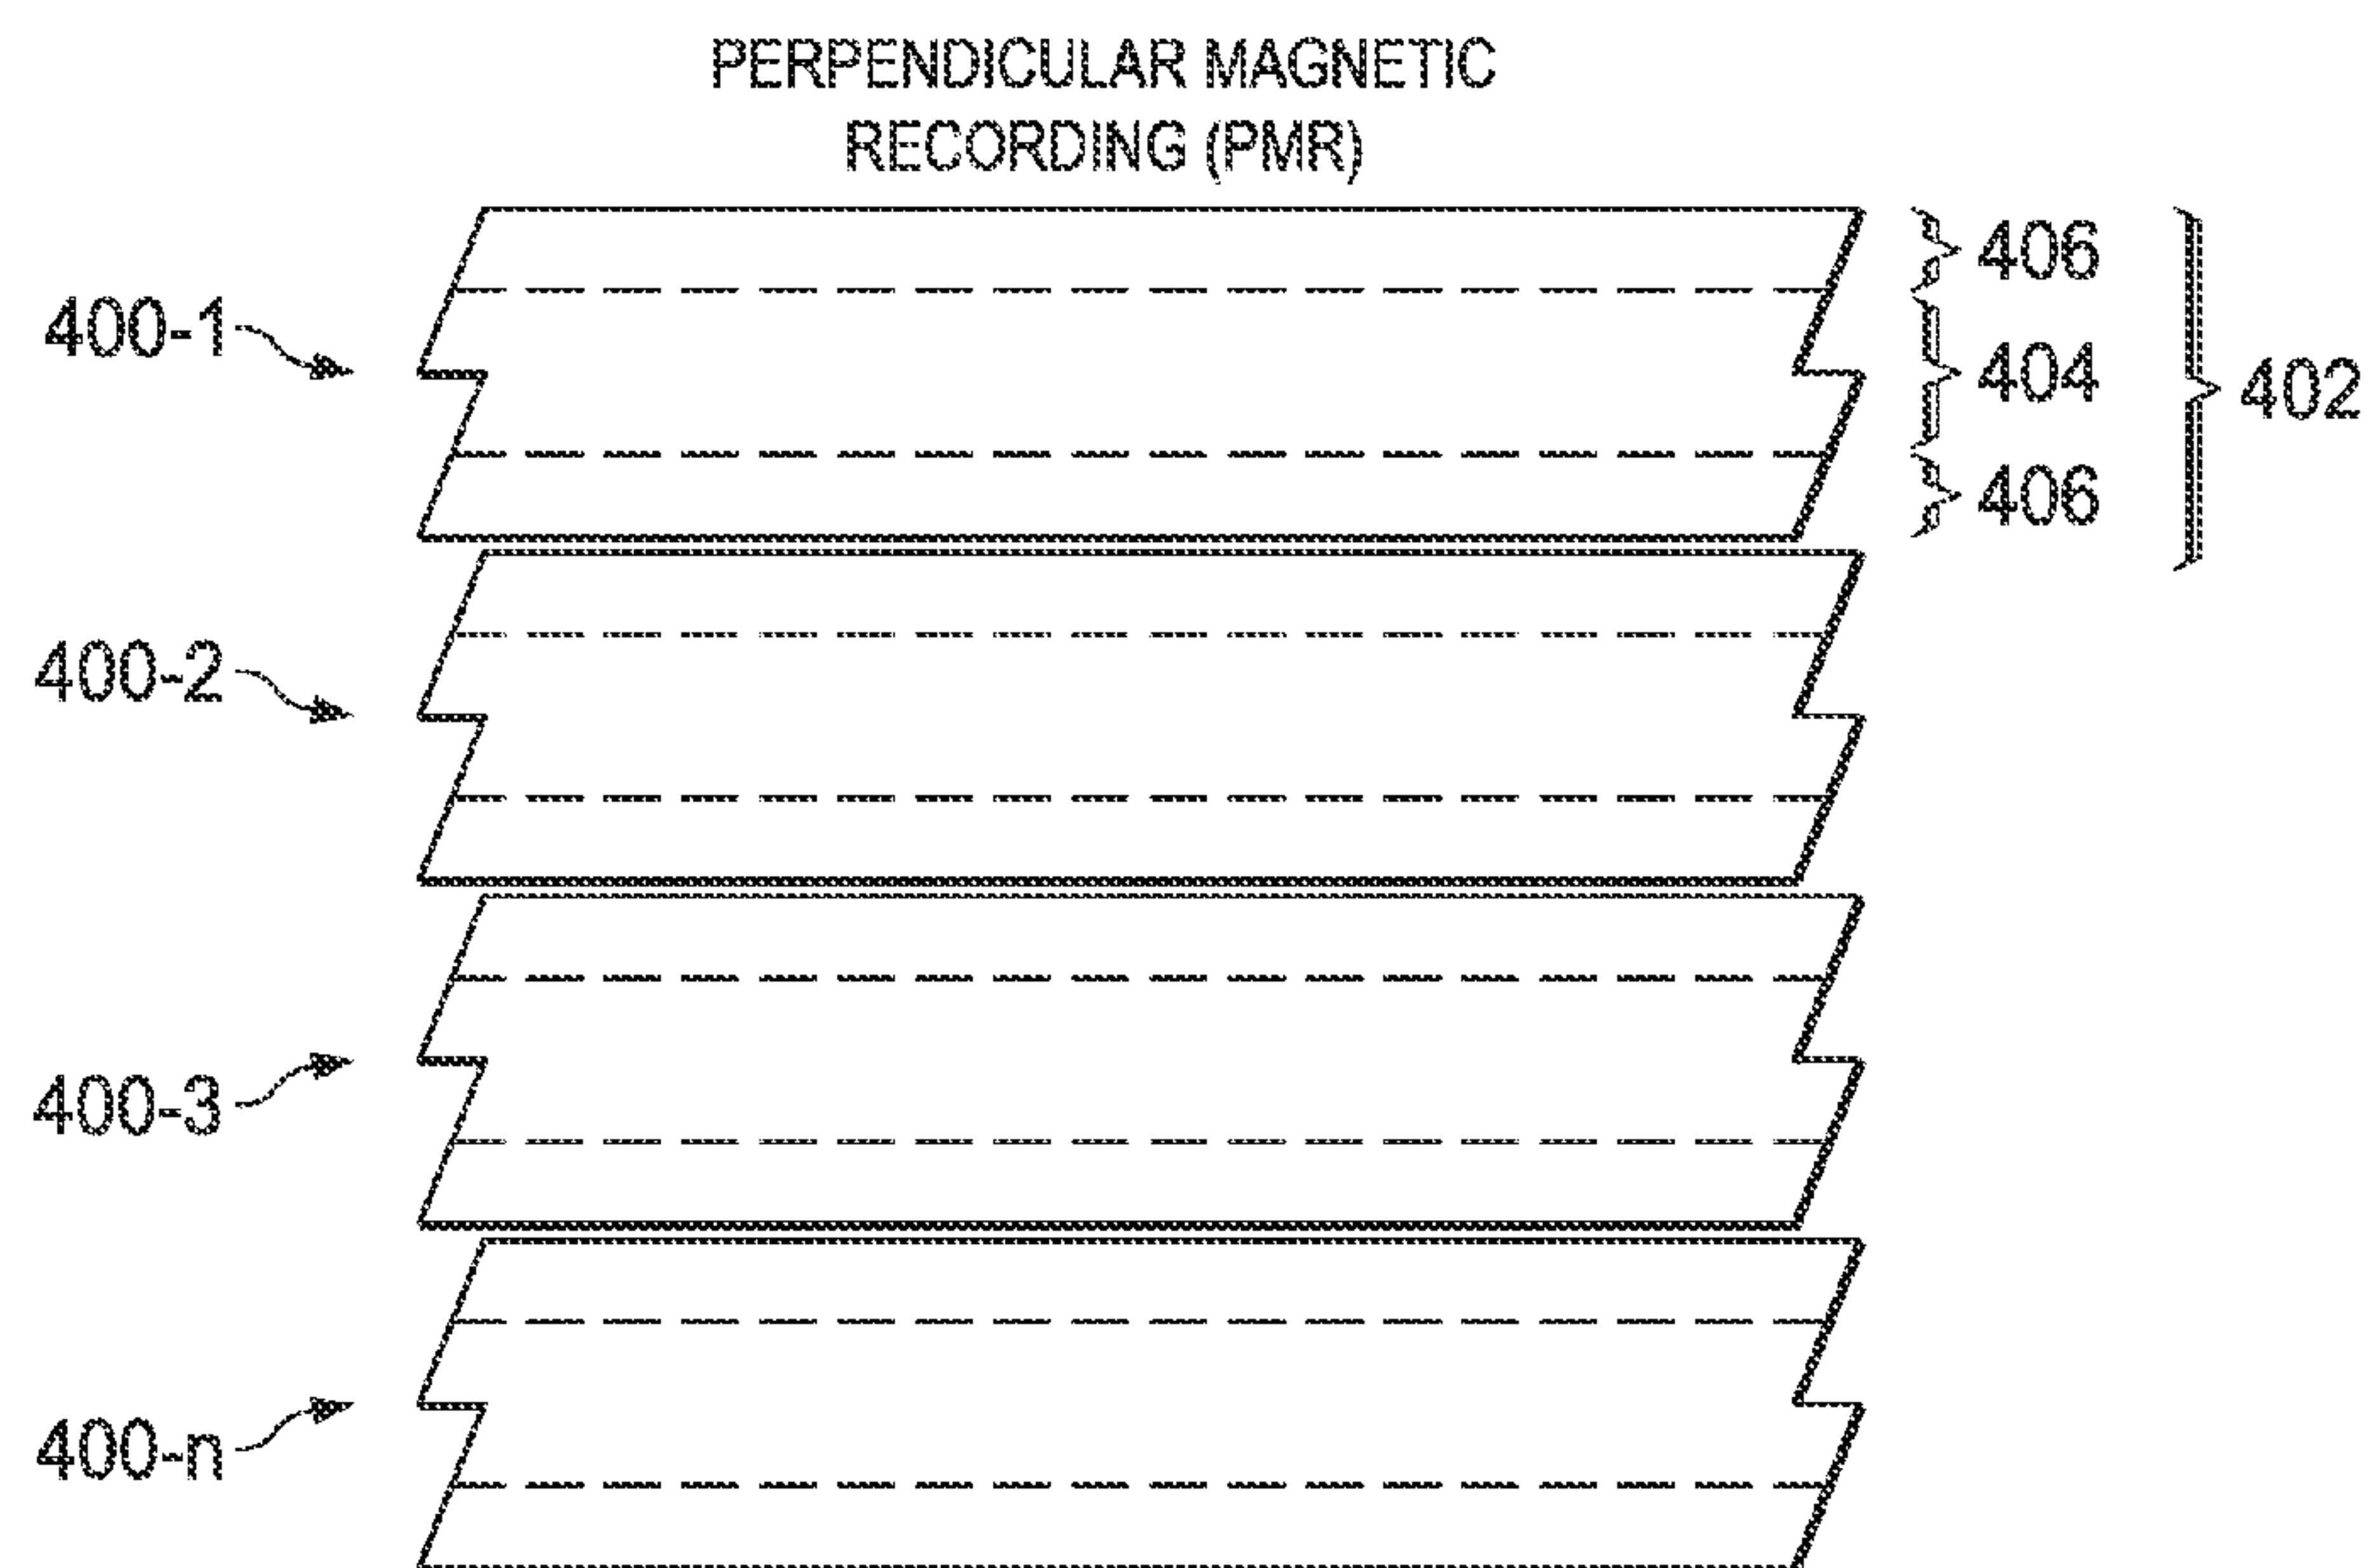 PERPENDICULAR MAGNETIC
RECORDING (PMR)
406
400-1
404
402
406
400-2
400-3
400-n